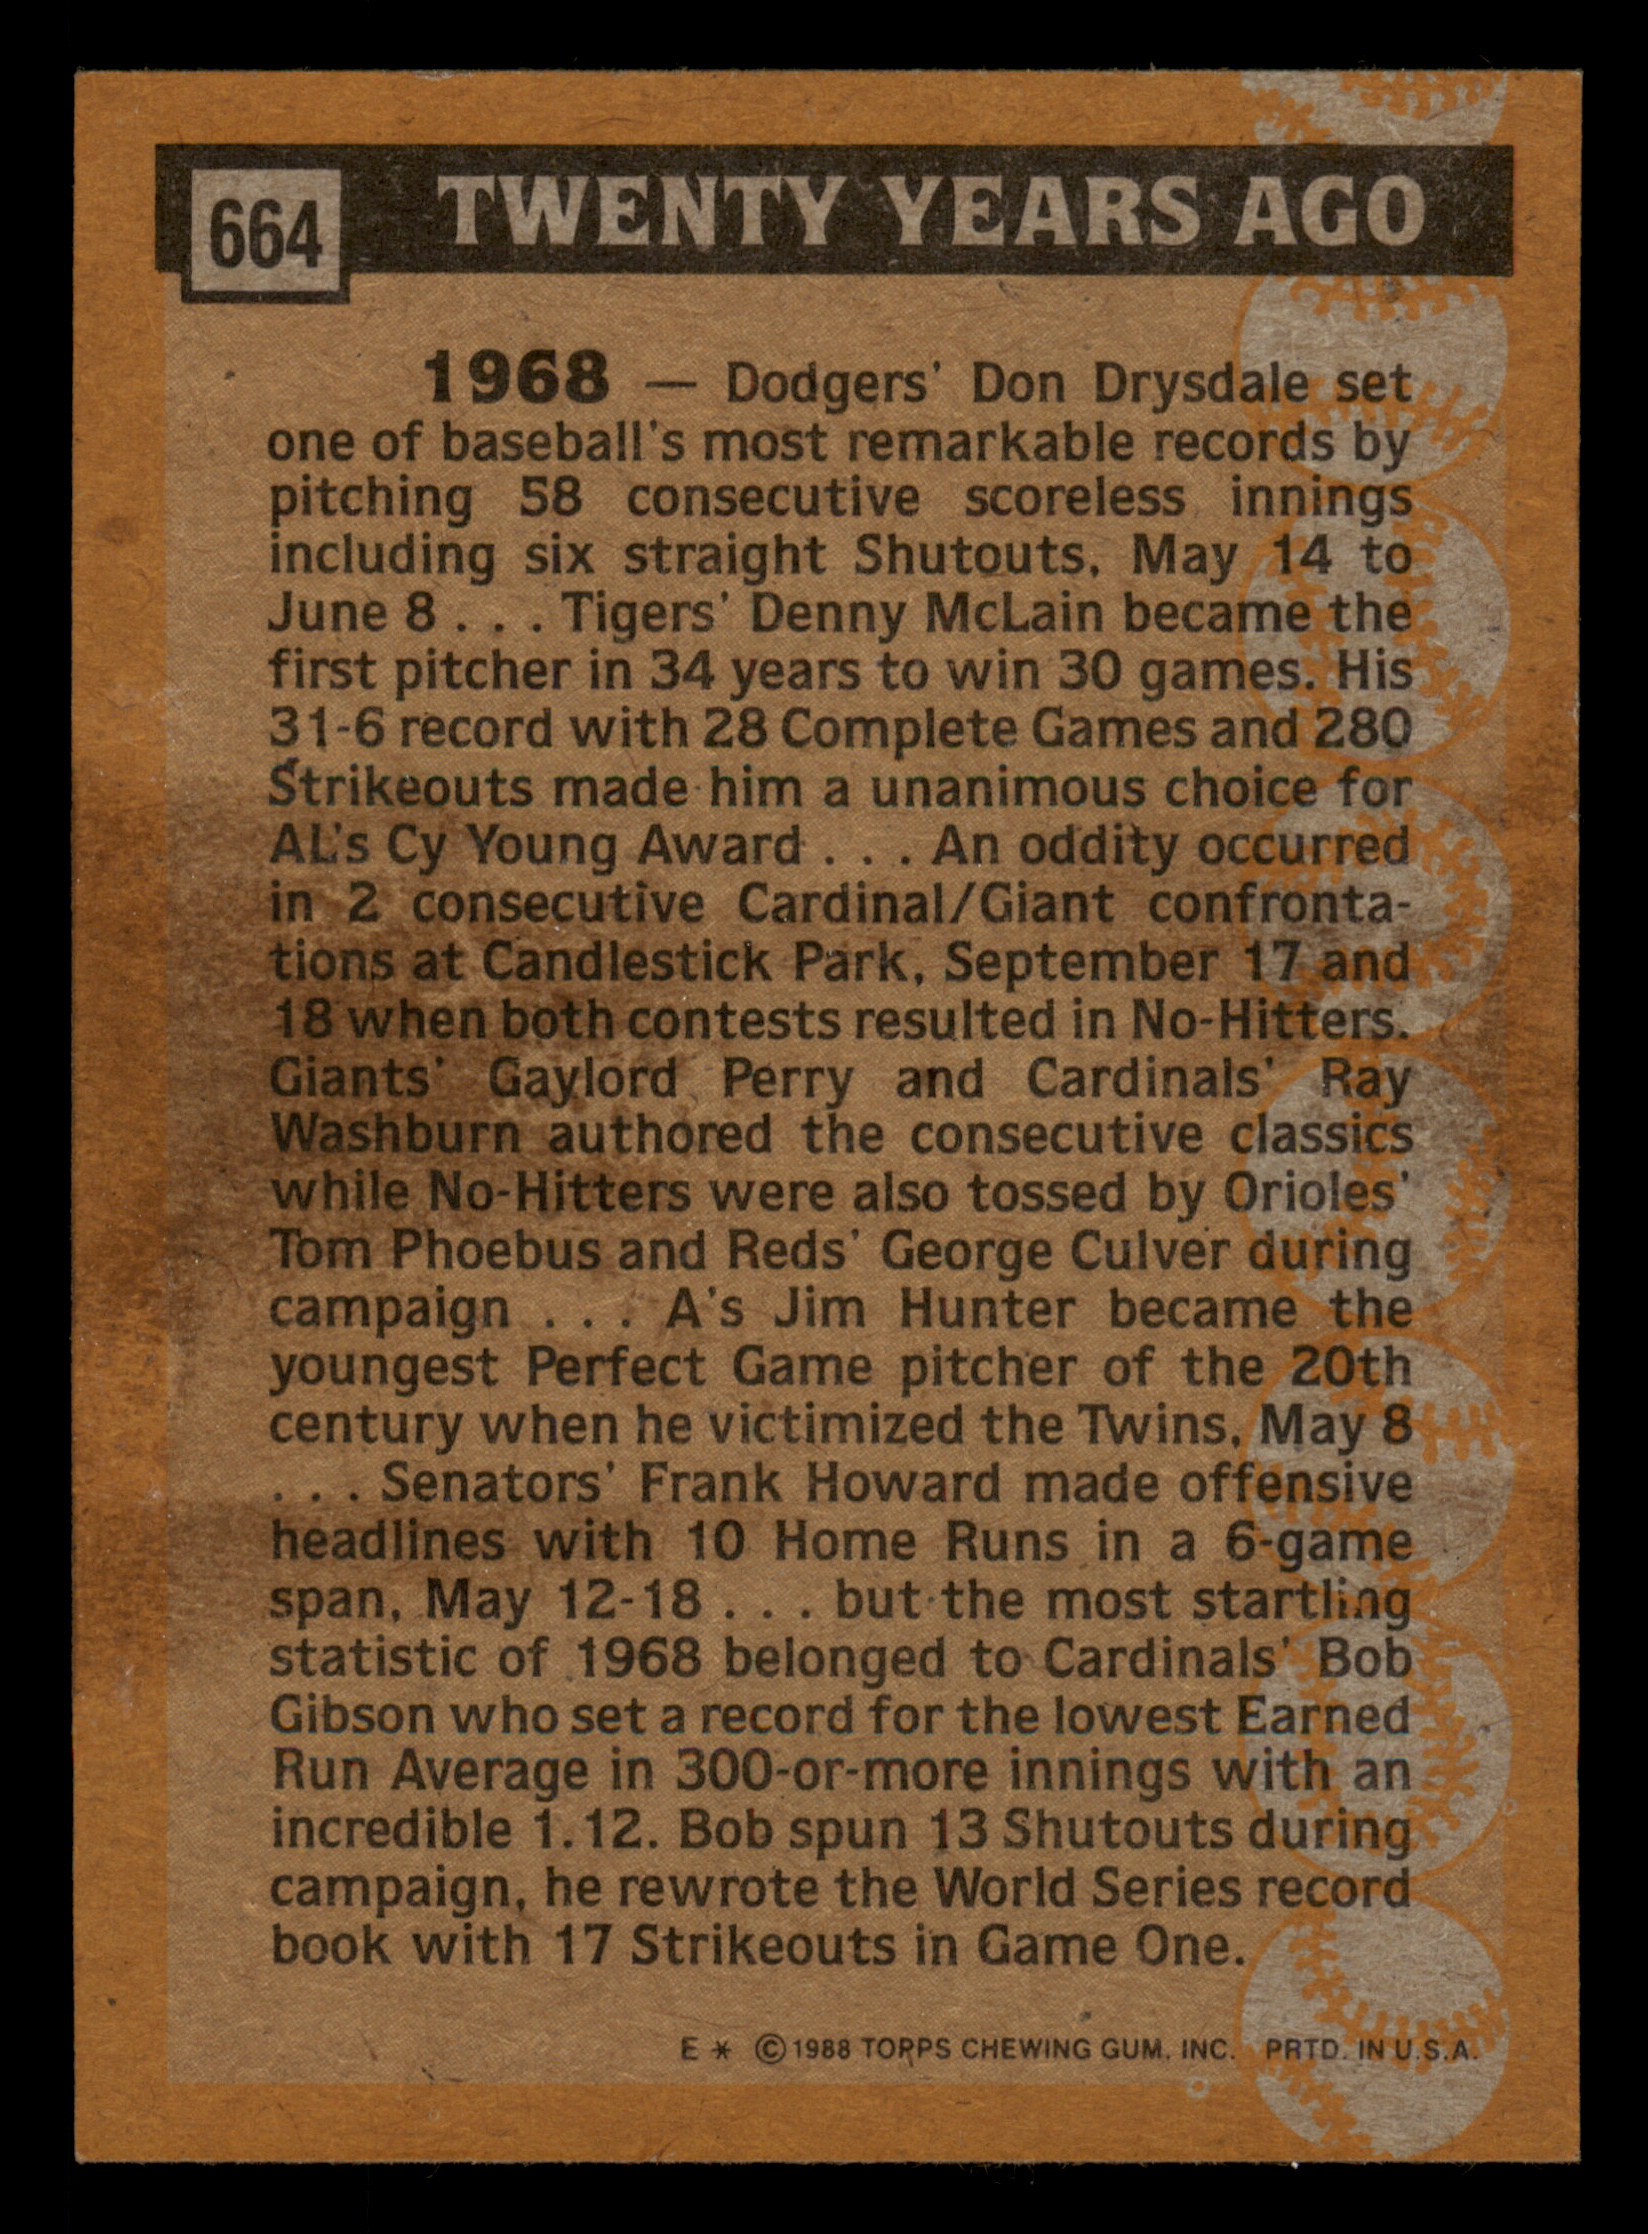 664
TWENTY YEARS AGO
1968 — Dodgers' Don Drysdale set
one of baseball's most remarkable records by
pitching 58 consecutive scoreless innings
including six straight Shutouts, May 14 to
June 8 . . . Tigers' Denny McLain became the
first pitcher in 34 years to win 30 games. His
31-6 record with 28 Complete Games and 280
Strikeouts made him a unanimous choice for
AL's Cy Young Award . . . An oddity occurred
in 2 consecutive Cardinal/Giant confronta-
tions at Candlestick Park, September 17 and
18 when both contests resulted in No-Hitters.
Giants' Gaylord Perry and Cardinals' Ray
Washburn authored the consecutive classics
while No-Hitters were also tossed by Orioles'
Tom Phoebus and Reds' George Culver during
campaign . . . A's Jim Hunter became the
youngest Perfect Game pitcher of the 20th
century when he victimized the Twins, May 8
. . . Senators' Frank Howard made offensive
headlines with 10 Home Runs in a 6-game
span, May 12-18 . . . but the most startling
statistic of 1968 belonged to Cardinals' Bob
Gibson who set a record for the lowest Earned
Run Average in 300-or-more innings with an
incredible 1.12. Bob spun 13 Shutouts during
campaign, he rewrote the World Series record
book with 17 Strikeouts in Game One.
E * ©1988 TOPPS CHEWING GUM, INC. PRTD. IN U.S.A.